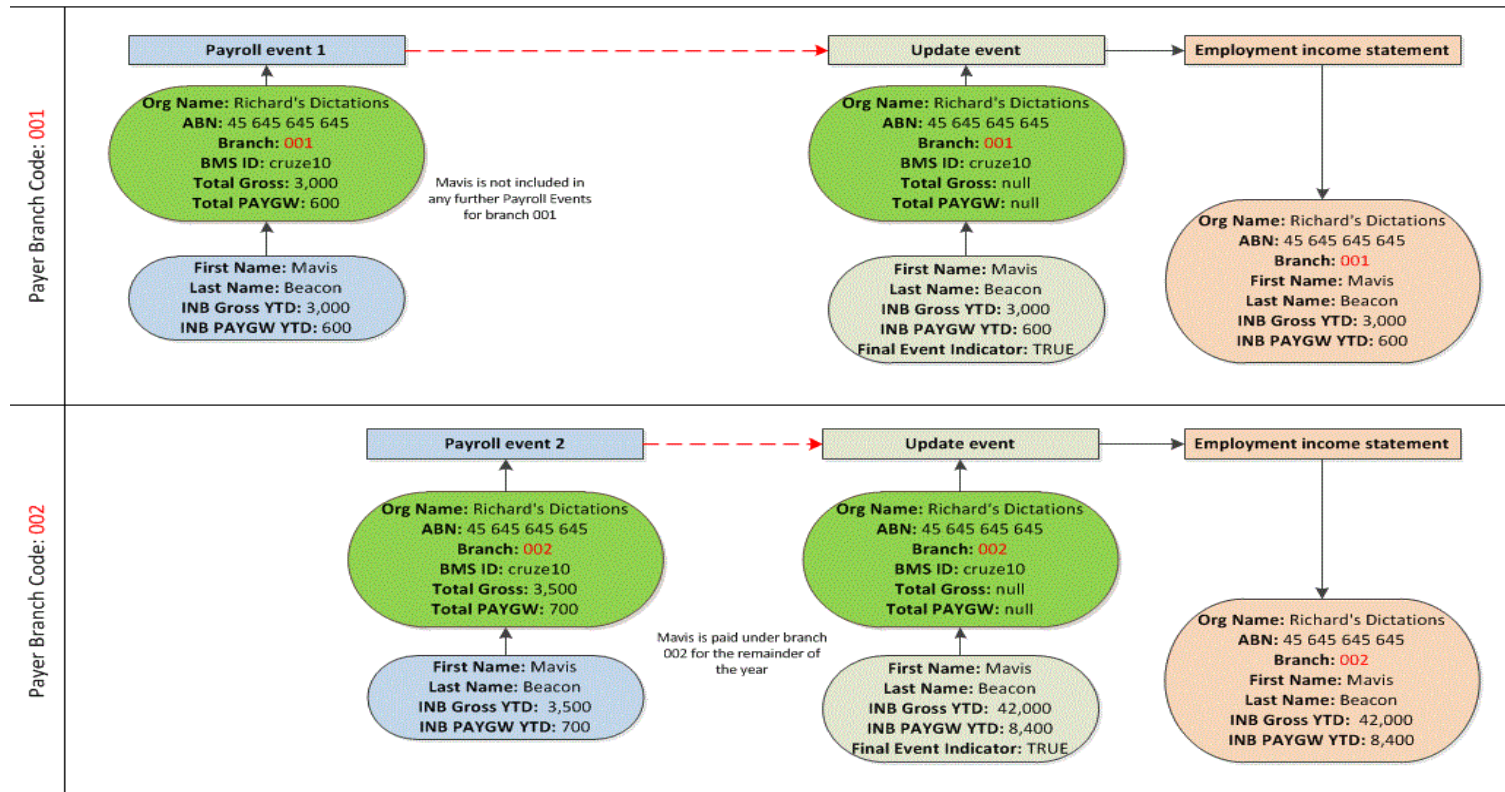 Payer Branch Code: 001
Payroll event 1
Org Name: Richard's Dictations
ABN: 45 645 645 645
Branch: 001
BMS ID: cruze10
Total Gross: 3,000
Total PAYGW: 600
First Name: Mavis
Last Name: Beacon
INB Gross YTD: 3,000
INB PAYGW YTD: 600
Mavis is not included in
any further Payroll Events
for branch 001
Update event
Org Name: Richard's Dictations
ABN: 45 645 645 645
Branch: 001
BMS ID: cruze10
Total Gross: null
Total PAYGW: null
First Name: Mavis
Last Name: Beacon
INB Gross YTD: 3,000
INB PAYGW YTD: 600
Final Event Indicator: TRUE
Employment income statement
Org Name: Richard's Dictations
ABN: 45 645 645 645
Branch: 001
First Name: Mavis
Last Name: Beacon
INB Gross YTD: 3,000
INB PAYGW YTD: 600
Payer Branch Code: 002
Payroll event 2
Org Name: Richard's Dictations
ABN: 45 645 645 645
Branch: 002
BMS ID: cruze10
Total Gross: 3,500
Total PAYGW: 700
First Name: Mavis
Last Name: Beacon
INB Gross YTD: 3,500
INB PAYGW YTD: 700
Mavis is paid under branch
002 for the remainder of
the year
Update event
Org Name: Richard's Dictations
ABN: 45 645 645 645
Branch: 002
BMS ID: cruze10
Total Gross: null
Total PAYGW: null
First Name: Mavis
Last Name: Beacon
INB Gross YTD: 42,000
INB PAYGW YTD: 8,400
Final Event Indicator: TRUE
Employment income statement
Org Name: Richard's Dictations
ABN: 45 645 645 645
Branch: 002
First Name: Mavis
Last Name: Beacon
INB Gross YTD: 42,000
INB PAYGW YTD: 8,400